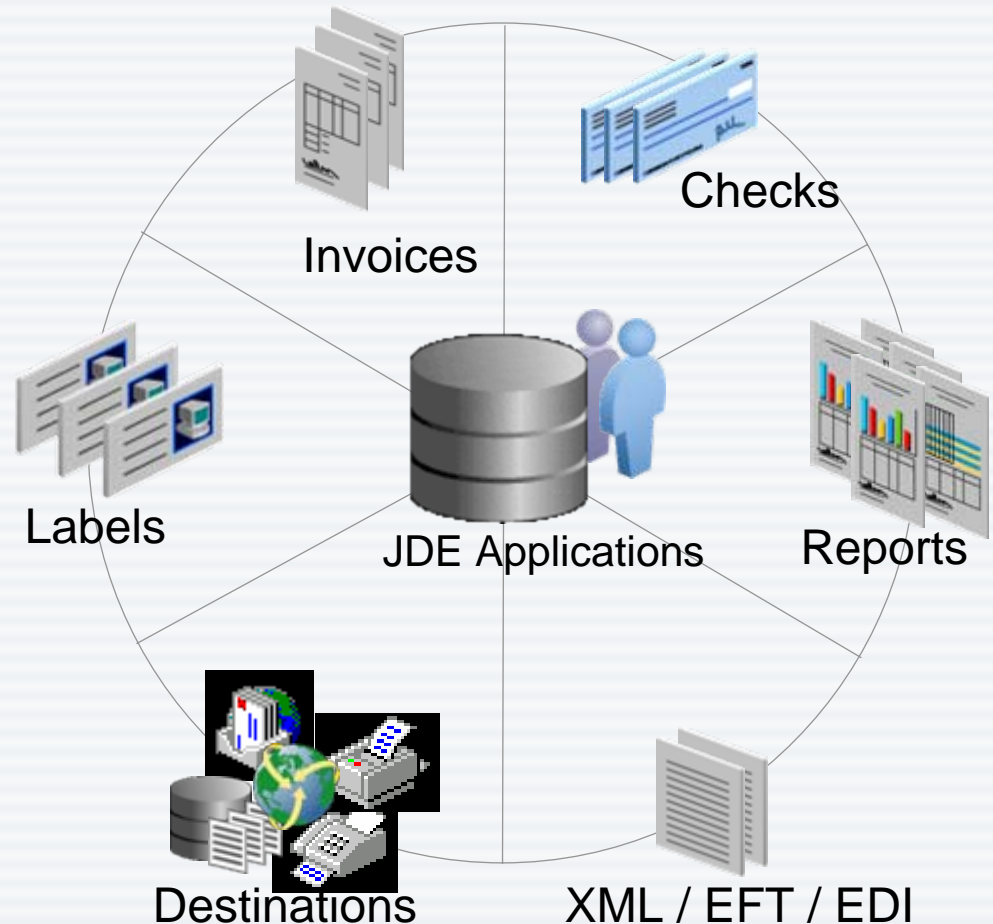 Checks
Invoices
Labels
JDE Applications
Reports
Destinations
XML / EFT / EDI